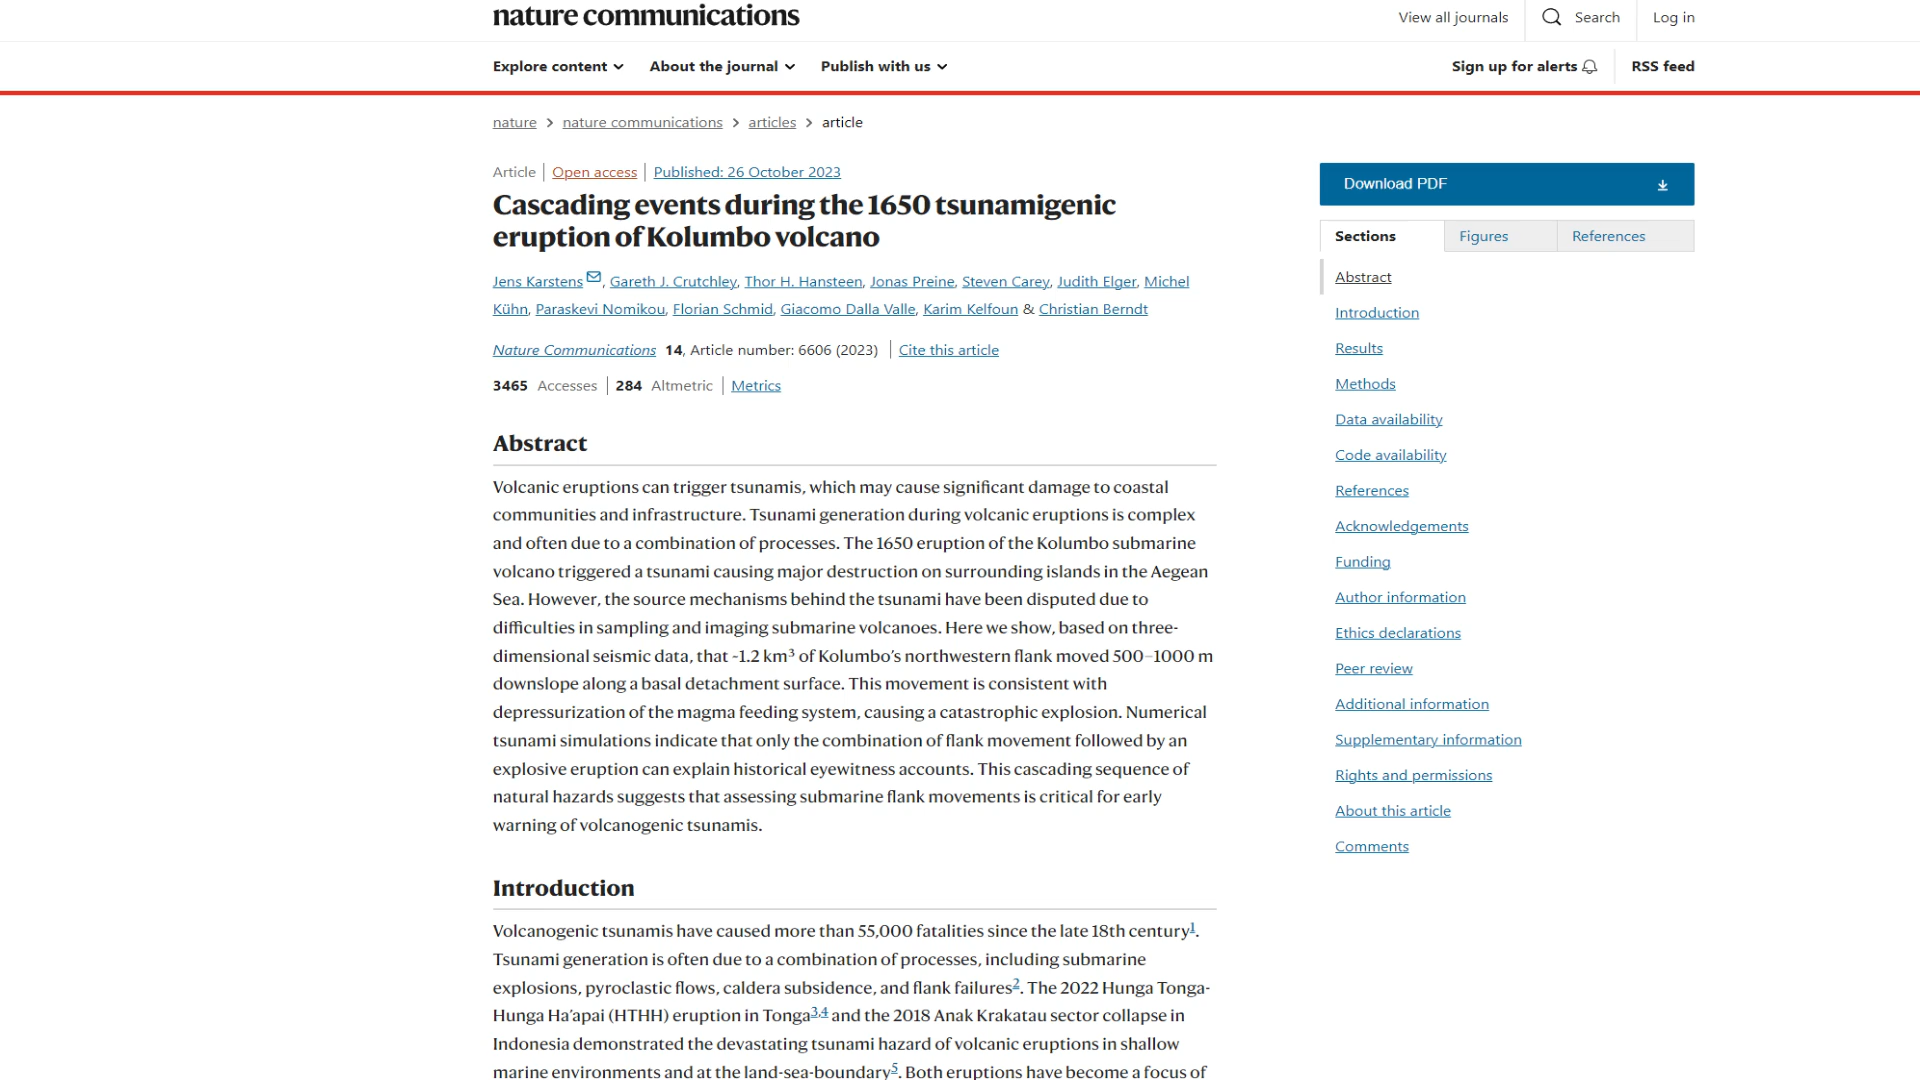 nature communications
View all journals
Search
Log in
Explore content
About the journal
Publish with us
Sign up for alerts
RSS feed
nature > nature communications > articles > article
Article | Open access | Published: 26 October 2023
Cascading events during the 1650 tsunamigenic
eruption of Kolumbo volcano
Jens Karstens, Gareth J. Crutchley, Thor H. Hansteen, Jonas Preine, Steven Carey, Judith Elger, Michel
Kühn, Paraskevi Nomikou, Florian Schmid, Giacomo Dalla Valle, Karim Kelfoun & Christian Berndt
Nature Communications 14, Article number: 6606 (2023) | Cite this article
3465 Accesses | 284 Altmetric | Metrics
Abstract
Volcanic eruptions can trigger tsunamis, which may cause significant damage to coastal
communities and infrastructure. Tsunami generation during volcanic eruptions is complex
and often due to a combination of processes. The 1650 eruption of the Kolumbo submarine
volcano triggered a tsunami causing major destruction on surrounding islands in the Aegean
Sea. However, the source mechanisms behind the tsunami have been disputed due to
difficulties in sampling and imaging submarine volcanoes. Here we show, based on three-
dimensional seismic data, that ~1.2 km³ of Kolumbo’s northwestern flank moved 500–1000 m
downslope along a basal detachment surface. This movement is consistent with
depressurization of the magma feeding system, causing a catastrophic explosion. Numerical
tsunami simulations indicate that only the combination of flank movement followed by an
explosive eruption can explain historical eyewitness accounts. This cascading sequence of
natural hazards suggests that assessing submarine flank movements is critical for early
warning of volcanogenic tsunamis.
Introduction
Volcanogenic tsunamis have caused more than 55,000 fatalities since the late 18th century1.
Tsunami generation is often due to a combination of processes, including submarine
explosions, pyroclastic flows, caldera subsidence, and flank failures2. The 2022 Hunga Tonga-
Hunga Ha’apai (HTHH) eruption in Tonga3,4 and the 2018 Anak Krakatau sector collapse in
Indonesia demonstrated the devastating tsunami hazard of volcanic eruptions in shallow
marine environments and at the land-sea-boundary5. Both eruptions have become a focus of
Download PDF
Sections
Figures
References
Abstract
Introduction
Results
Methods
Data availability
Code availability
References
Acknowledgements
Funding
Author information
Ethics declarations
Peer review
Additional information
Supplementary information
Rights and permissions
About this article
Comments